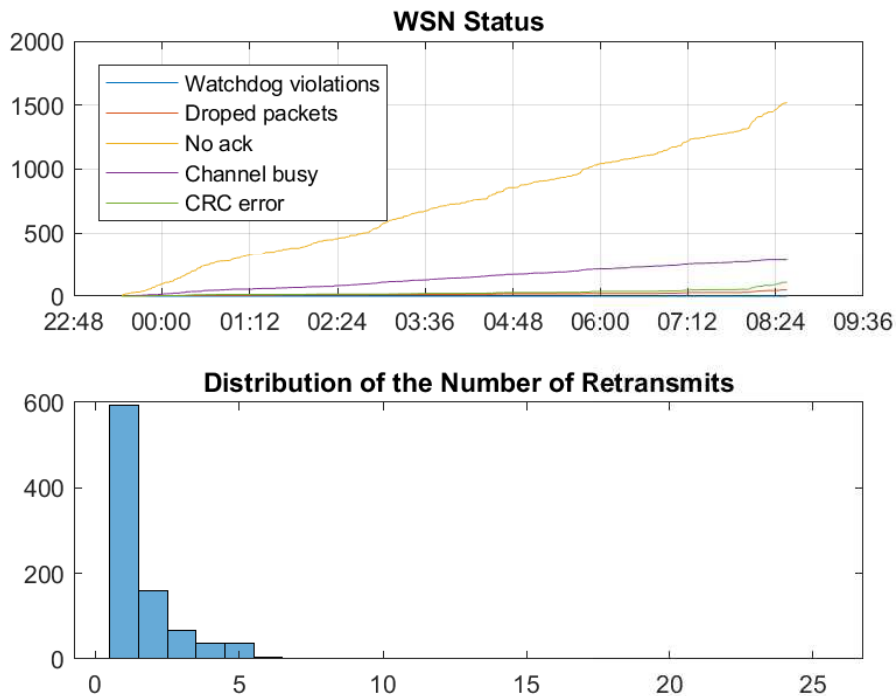 WSN Status
2000
1500
1000
500
0
Watchdog violations
Droped packets
No ack
Channel busy
CRC error
22:48 00:00 01:12 02:24 03:36 04:48 06:00 07:12 08:24 09:36
Distribution of the Number of Retransmits
600
400
200
0
0 5 10 15 20 25